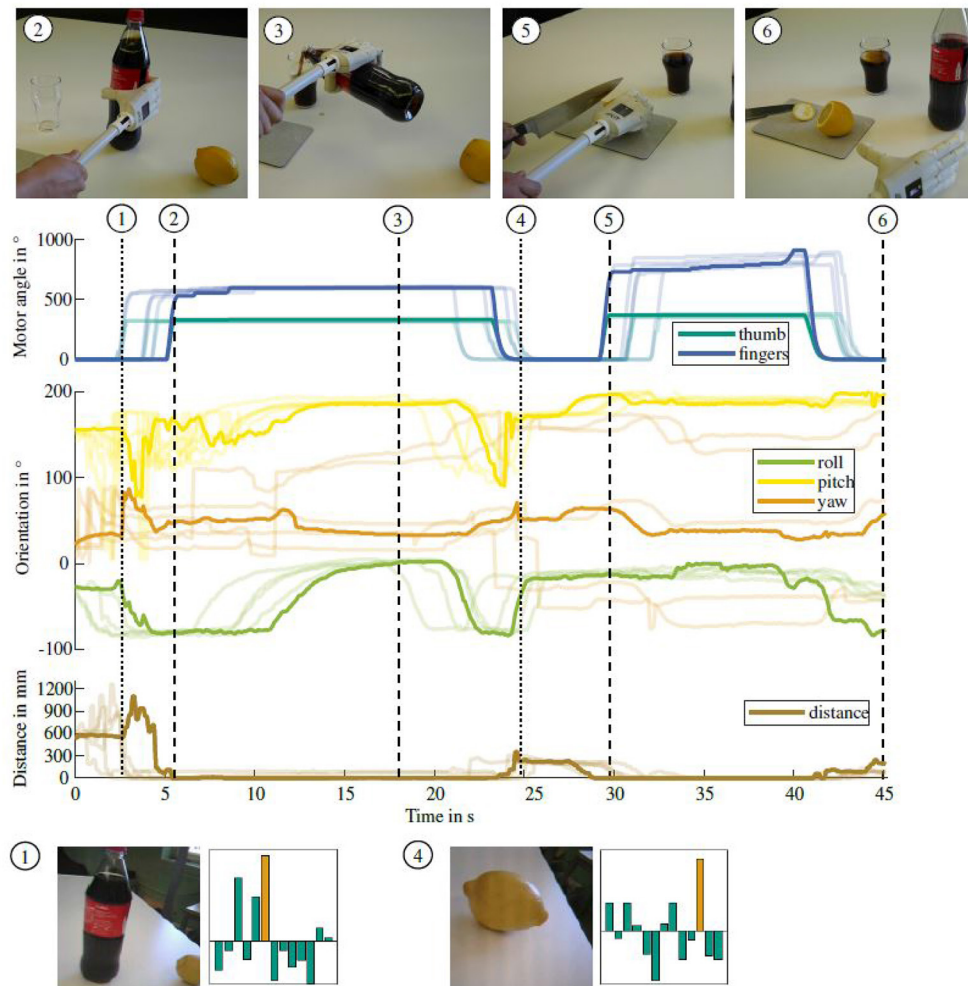 2
3
5
6
1 2 3 4 5 6
Motor angle in °
1000
500
0
thumb
fingers
Orientation in °
200
100
0
-100
roll
pitch
yaw
Distance in mm
1200
900
600
300
0
distance
0 5 10 15 20 25 30 35 40 45
Time in s
1
4